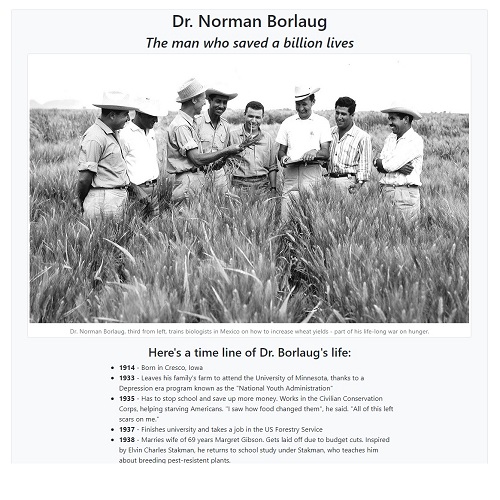 Dr. Norman Borlaug
The man who saved a billion lives
Dr. Norman Borlaug, third from left, trains biologists in Mexico on how to increase wheat yields - part of his life-long war on hunger.
Here's a time line of Dr. Borlaug's life:
• 1914 - Born in Cresco, Iowa
• 1933 - Leaves his family's farm to attend the University of Minnesota, thanks to a
Depression era program known as the "National Youth Administration"
• 1935 - Has to stop school and save up more money. Works in the Civilian Conservation
Corps, helping starving Americans. "I saw how food changed them", he said. "All of this left
scars on me."
• 1937 - Finishes university and takes a job in the US Forestry Service
• 1938 - Marries wife of 69 years Margret Gibson. Gets laid off due to budget cuts. Inspired
by Elvin Charles Stakman, he returns to school study under Stakman, who teaches him
about breeding pest-resistent plants.